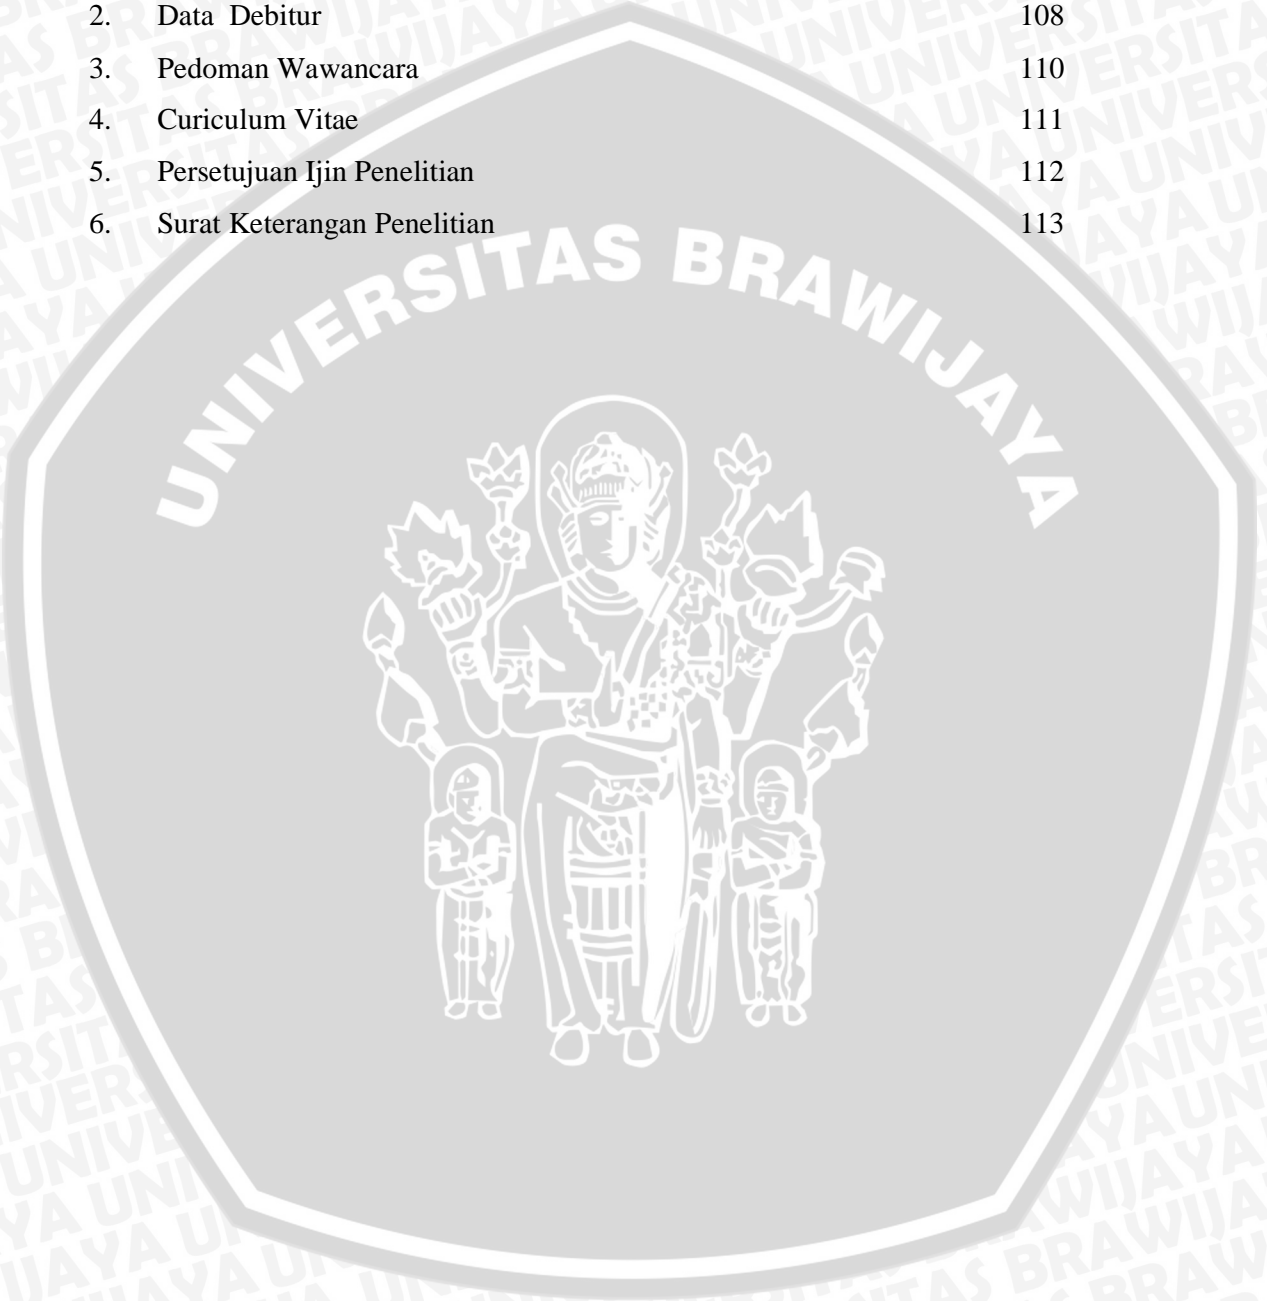 2. Data Debitur 108
3. Pedoman Wawancara 110
4. Curiculum Vitae 111
5. Persetujuan Ijin Penelitian 112
6. Surat Keterangan Penelitian 113
UNIVERSITAS BRAWIJAYA